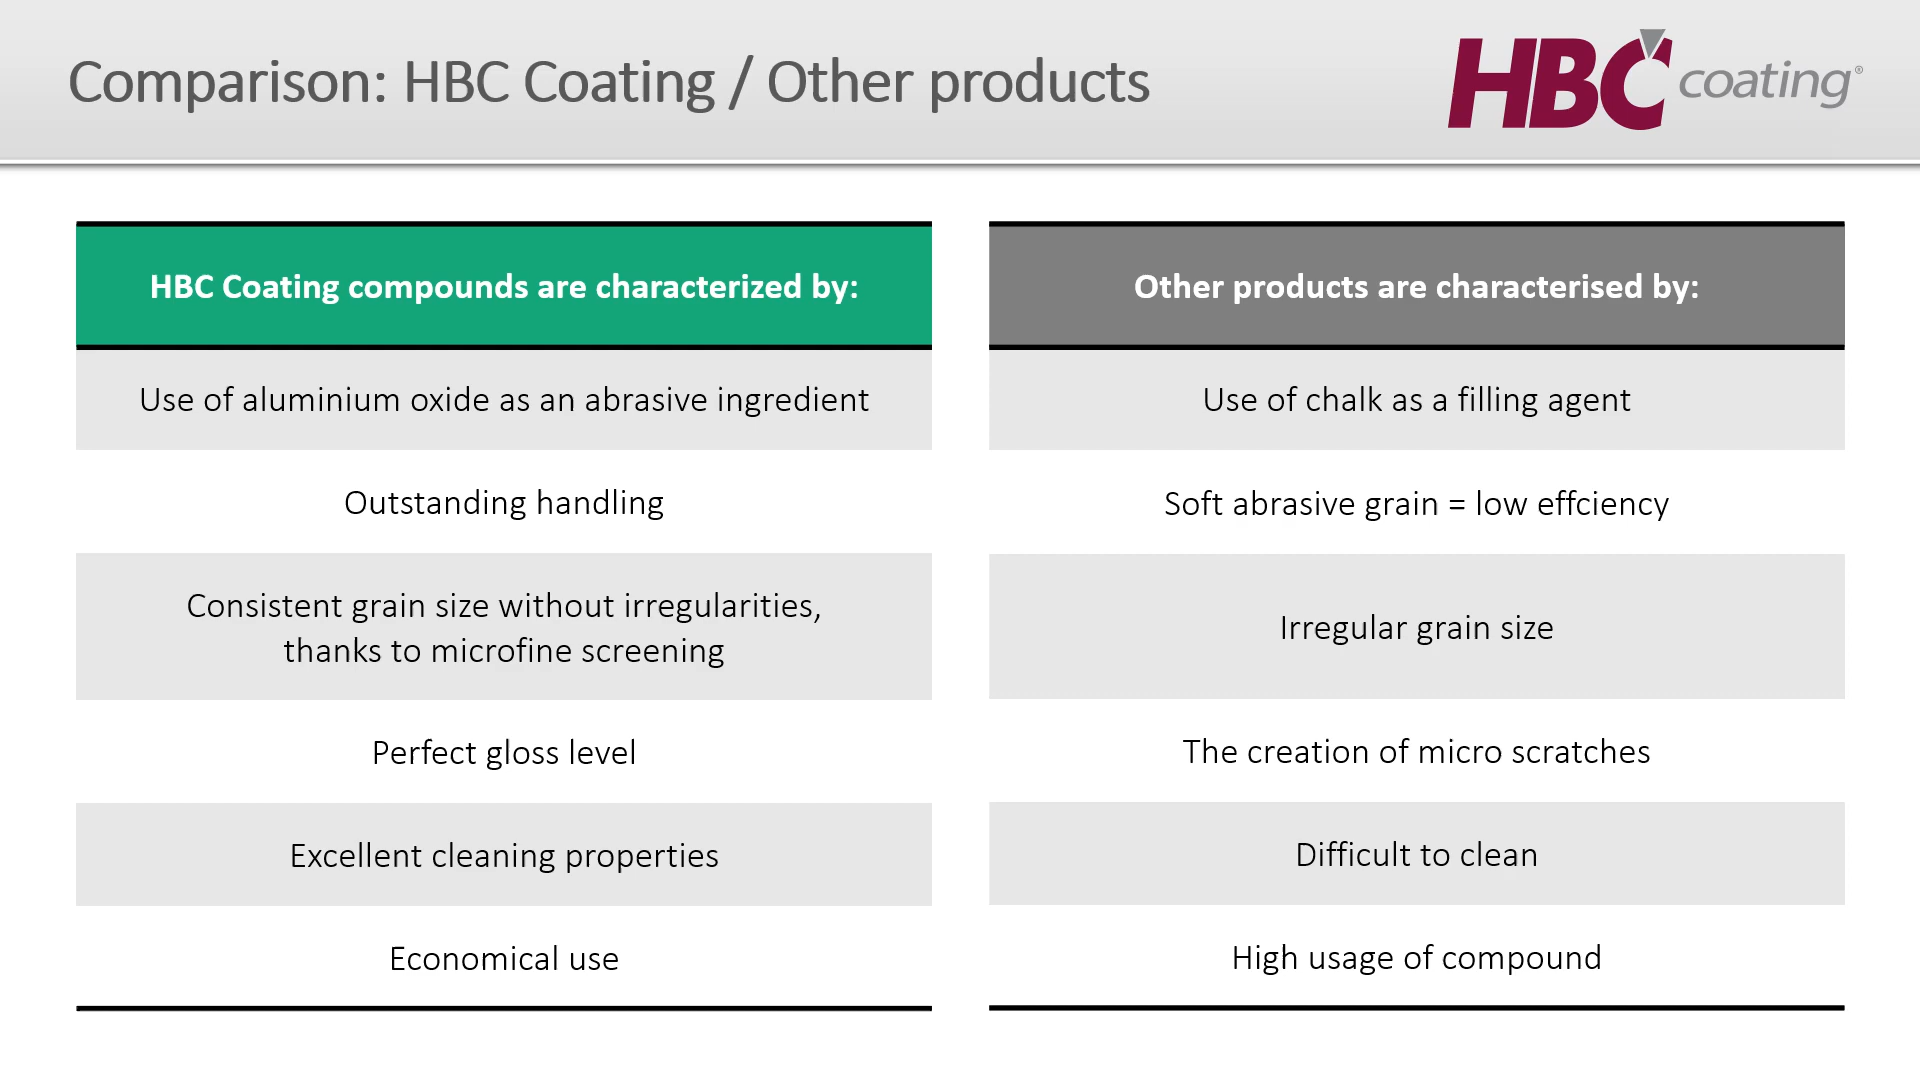 Comparison: HBC Coating / Other products
HBC coating®
HBC Coating compounds are characterized by:
Use of aluminium oxide as an abrasive ingredient
Outstanding handling
Consistent grain size without irregularities,
thanks to microfine screening
Perfect gloss level
Excellent cleaning properties
Economical use
Other products are characterised by:
Use of chalk as a filling agent
Soft abrasive grain = low effciency
Irregular grain size
The creation of micro scratches
Difficult to clean
High usage of compound